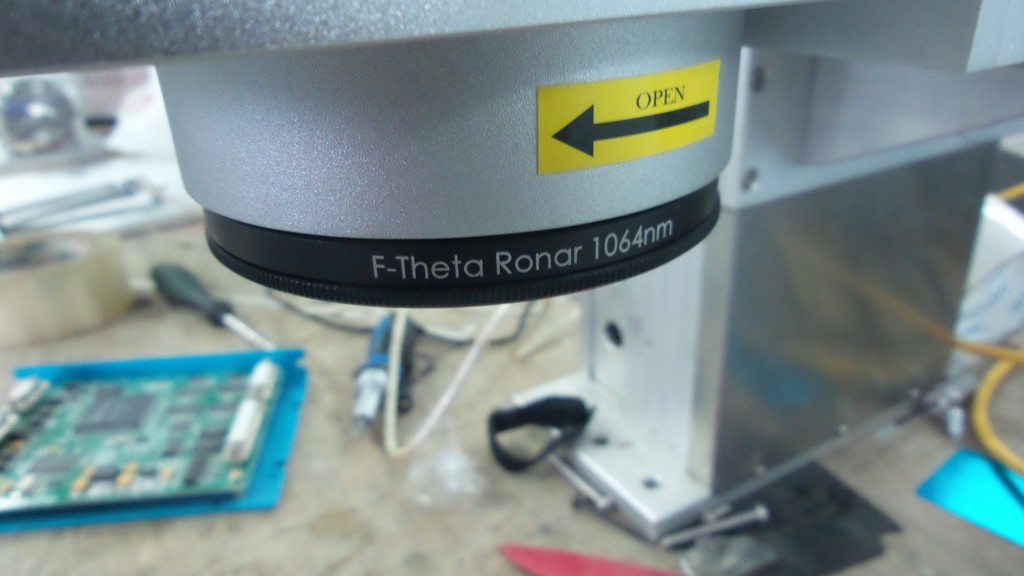 OPEN
F-Theta Ronar 1064nm